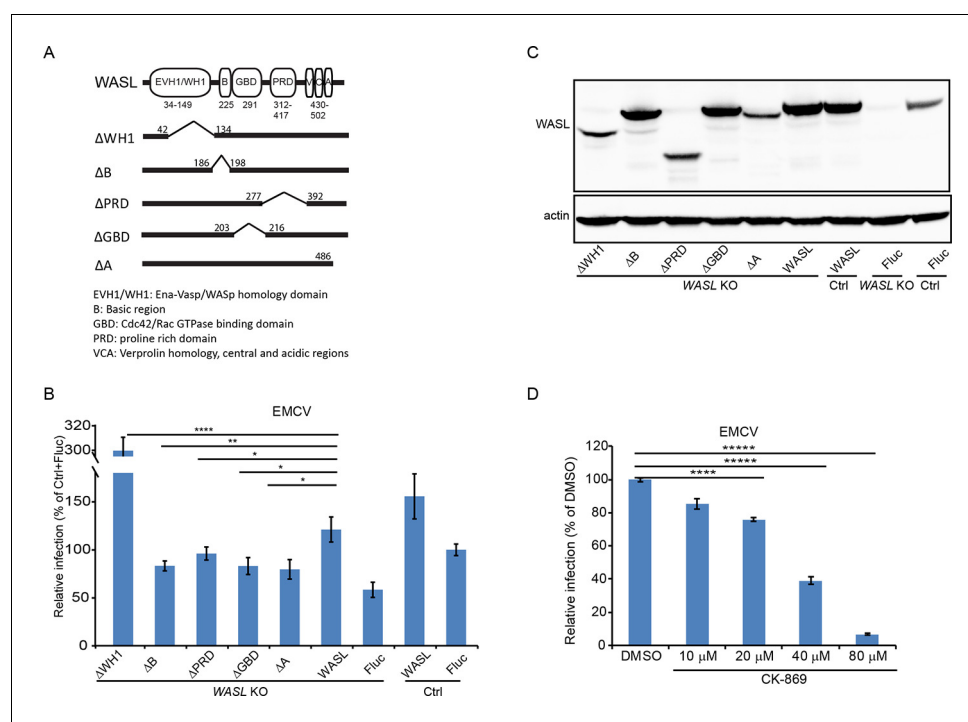 A
WASL EVH1/WH1 B GBD PRD V C A
34-149 225 291 312-417 430-502
ΔWH1 42 134
ΔB 186 198
ΔPRD 277 392
ΔGBD 203 216
ΔA 486
EVH1/WH1: Ena-Vasp/WASp homology domain
B: Basic region
GBD: Cdc42/Rac GTPase binding domain
PRD: proline rich domain
VCA: Verprolin homology, central and acidic regions
C
WASL
actin
ΔWH1 ΔB ΔPRD ΔGBD ΔA WASL WASL Fluc Fluc
WASL KO Ctrl WASL KO Ctrl
B
EMCV
Relative infection (% of Ctrl+Fluc)
320
300
150
100
50
0
**** 
**
*
*
*
ΔWH1 ΔB ΔPRD ΔGBD ΔA WASL Fluc WASL Fluc
WASL KO Ctrl
D
EMCV
Relative infection (% of DMSO)
120
100
80
60
40
20
0
*****
*****
****
DMSO 10 µM 20 µM 40 µM 80 µM
CK-869